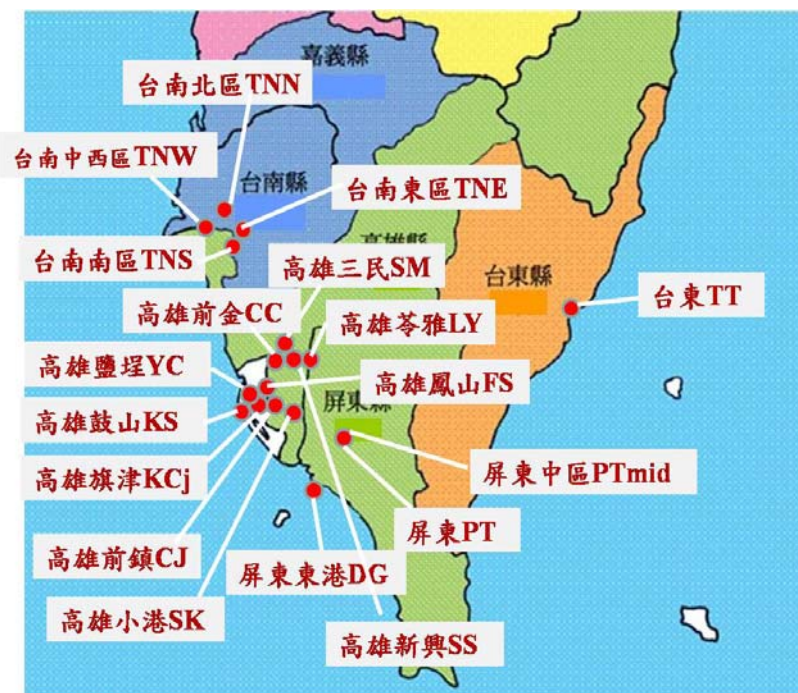 嘉義縣
台南北區TNN
台南中西區TNW
台南縣
台南東區TNE
台南南區TNS
高雄縣
高雄三民SM
台東縣
台東TT
高雄前金CC
高雄苓雅LY
高雄鹽埕YC
高雄鳳山FS
高雄鼓山KS
屏東縣
高雄旗津KCj
屏東中區PTmid
屏東PT
高雄前鎮CJ
屏東東港DG
高雄小港SK
高雄新興SS